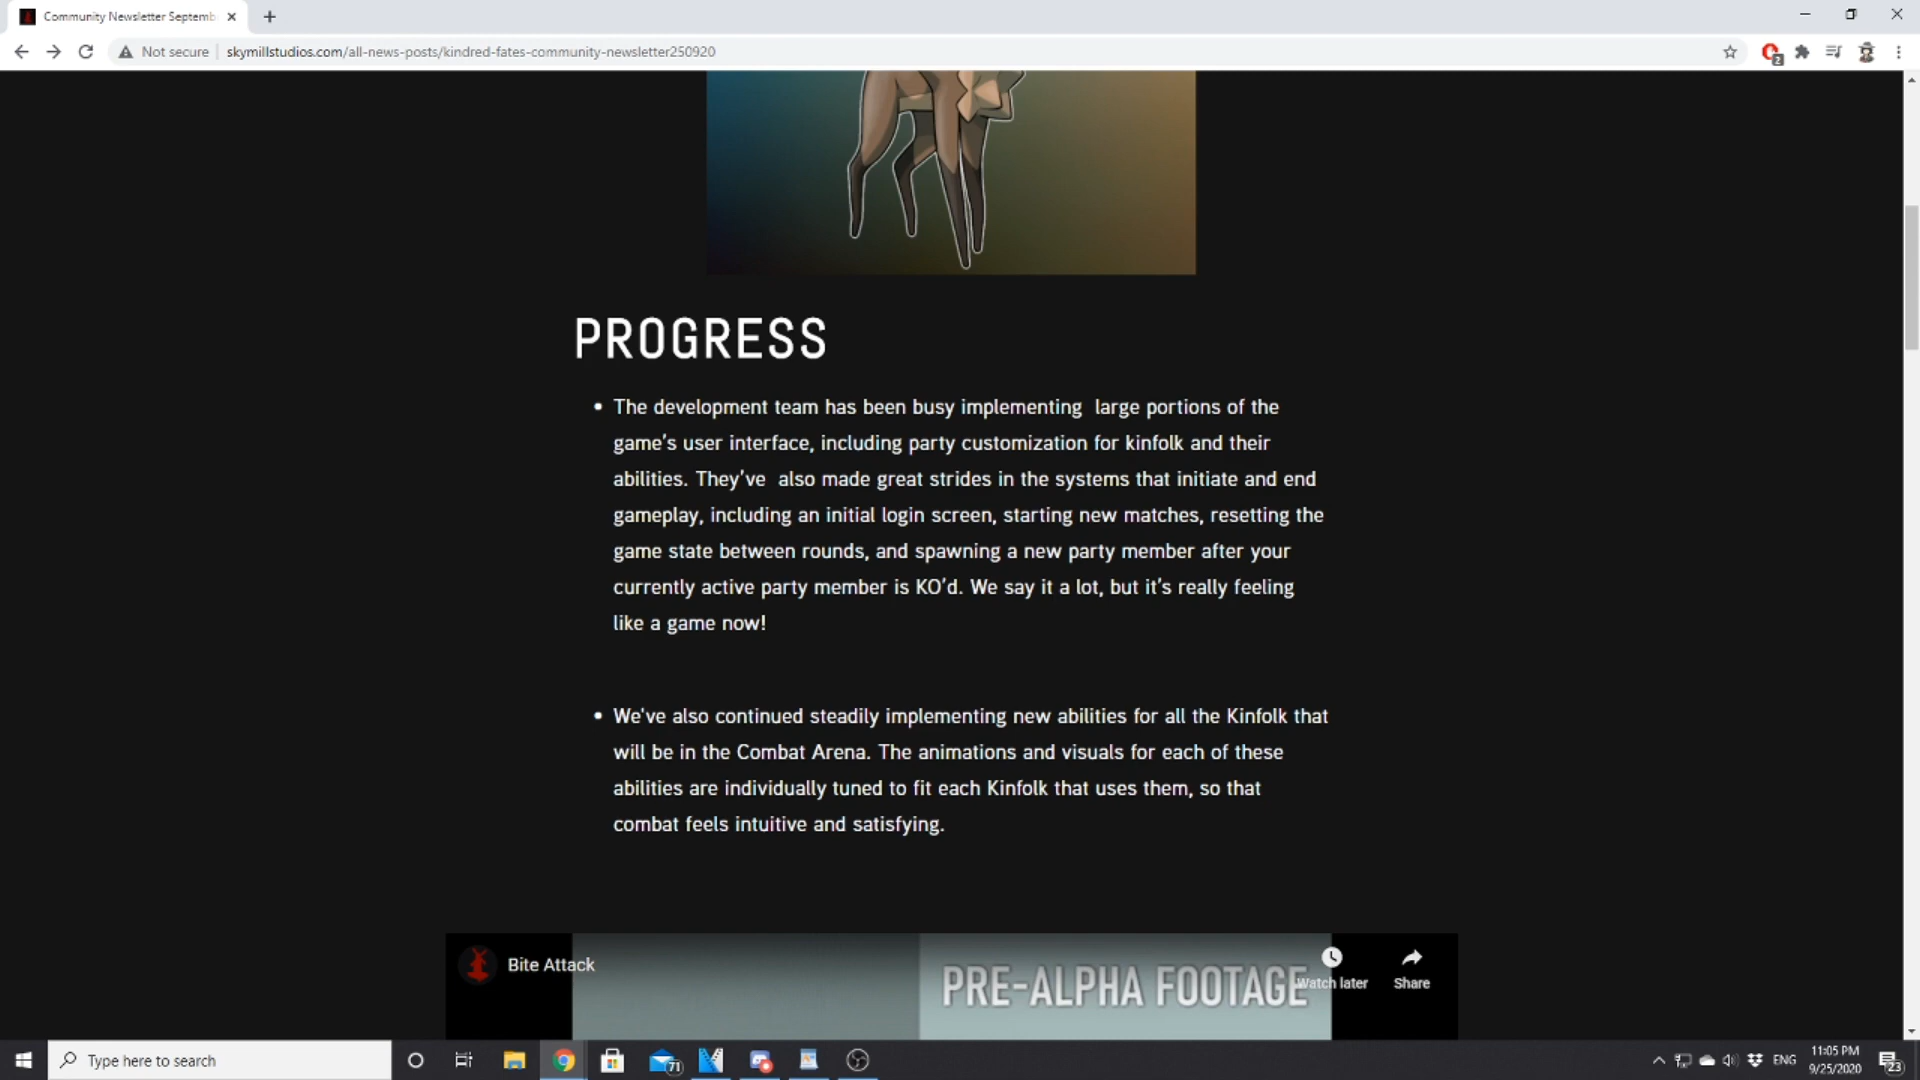 Community Newsletter Septemb
Not secure
skymillstudios.com/all-news-posts/kindred-fates-community-newsletter250920
2
PROGRESS
• The development team has been busy implementing  large portions of the
game's user interface, including party customization for kinfolk and their
abilities. They've  also made great strides in the systems that initiate and end
gameplay, including an initial login screen, starting new matches, resetting the
game state between rounds, and spawning a new party member after your
currently active party member is KO'd. We say it a lot, but it's really feeling
like a game now!
• We've also continued steadily implementing new abilities for all the Kinfolk that
will be in the Combat Arena. The animations and visuals for each of these
abilities are individually tuned to fit each Kinfolk that uses them, so that
combat feels intuitive and satisfying.
Bite Attack
PRE-ALPHA FOOTAGE
Watch later
Share
Type here to search
71
ENG
11:05 PM
9/25/2020
23